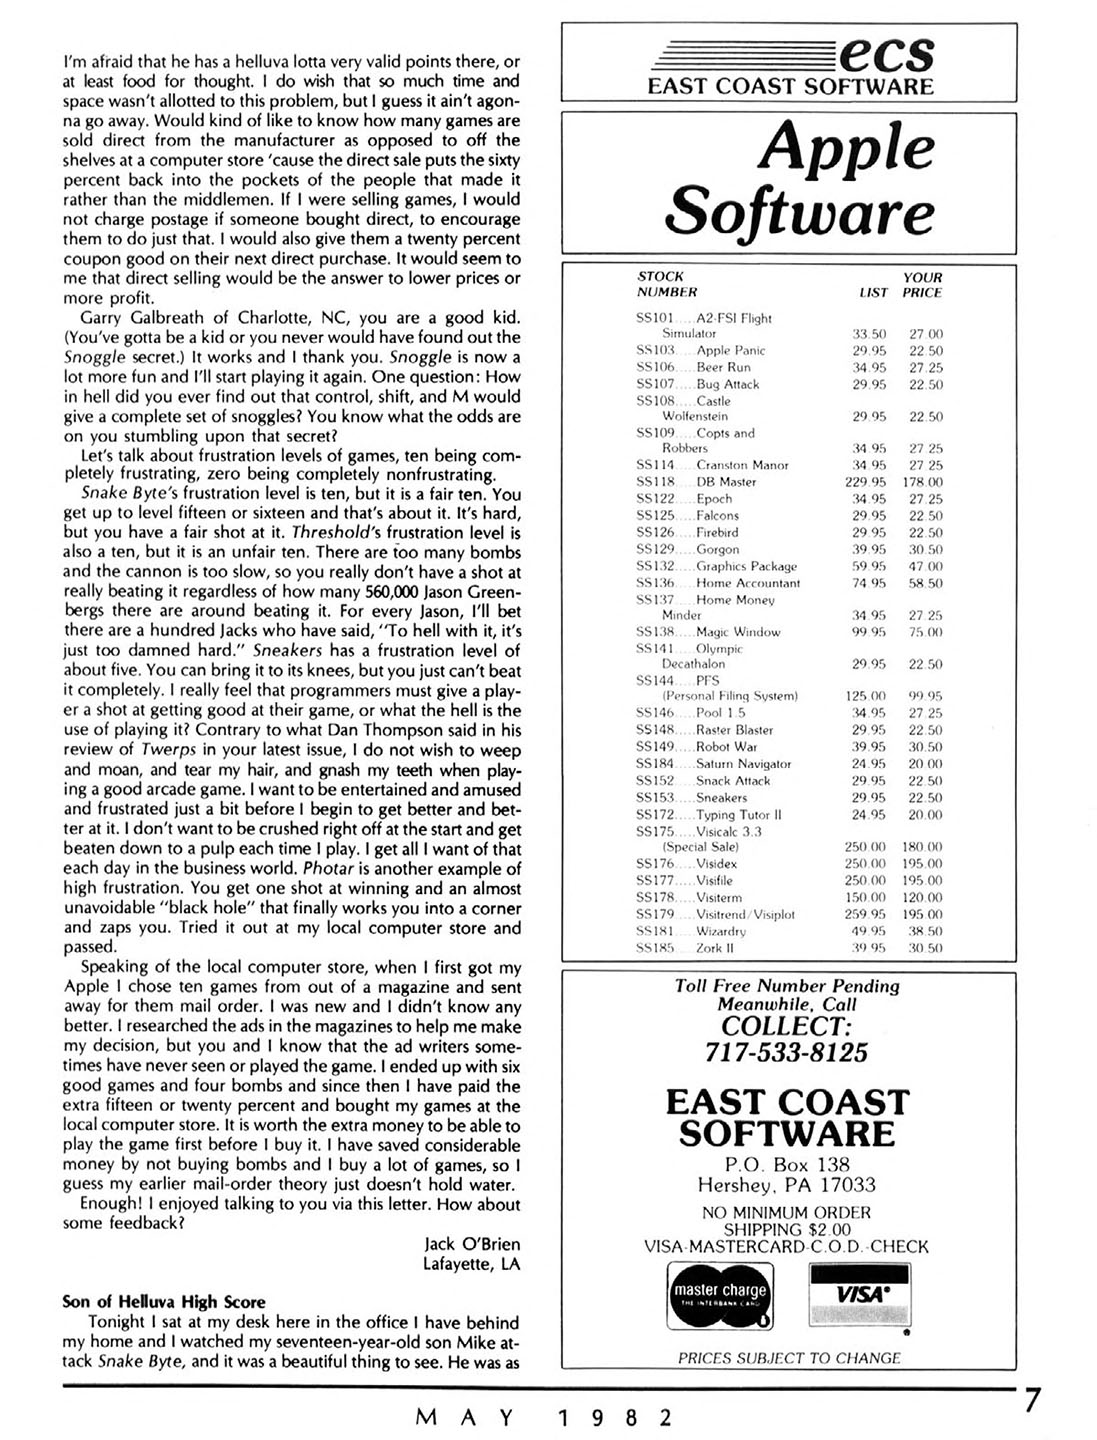 I'm afraid that he has a helluva lotta very valid points there, or
at least food for thought. I do wish that so much time and
space wasn't allotted to this problem, but I guess it ain't agon-
na go away. Would kind of like to know how many games are
sold direct from the manufacturer as opposed to off the
shelves at a computer store 'cause the direct sale puts the sixty
percent back into the pockets of the people that made it
rather than the middlemen. If I were selling games, I would
not charge postage if someone bought direct, to encourage
them to do just that. I would also give them a twenty percent
coupon good on their next direct purchase. It would seem to
me that direct selling would be the answer to lower prices or
more profit.
Garry Galbreath of Charlotte, NC, you are a good kid.
(You've gotta be a kid or you never would have found out the
Snoggle secret.) It works and I thank you. Snoggle is now a
lot more fun and I'll start playing it again. One question: How
in hell did you ever find out that control, shift, and M would
give a complete set of snoggles? You know what the odds are
on you stumbling upon that secret?
Let's talk about frustration levels of games, ten being com-
pletely frustrating, zero being completely nonfrustrating.
Snake Byte's frustration level is ten, but it is a fair ten. You
get up to level fifteen or sixteen and that's about it. It's hard,
but you have a fair shot at it. Threshold's frustration level is
also a ten, but it is an unfair ten. There are too many bombs
and the cannon is too slow, so you really don't have a shot at
really beating it regardless of how many 560,000 Jason Green-
bergs there are around beating it. For every Jason, I'll bet
there are a hundred Jacks who have said, "To hell with it, it's
just too damned hard." Sneakers has a frustration level of
about five. You can bring it to its knees, but you just can't beat
it completely. I really feel that programmers must give a play-
er a shot at getting good at their game, or what the hell is the
use of playing it? Contrary to what Dan Thompson said in his
review of Twerps in your latest issue, I do not wish to weep
and moan, and tear my hair, and gnash my teeth when play-
ing a good arcade game. I want to be entertained and amused
and frustrated just a bit before I begin to get better and bet-
ter at it. I don't want to be crushed right off at the start and get
beaten down to a pulp each time I play. I get all I want of that
each day in the business world. Photar is another example of
high frustration. You get one shot at winning and an almost
unavoidable "black hole" that finally works you into a corner
and zaps you. Tried it out at my local computer store and
passed.
Speaking of the local computer store, when I first got my
Apple I chose ten games from out of a magazine and sent
away for them mail order. I was new and I didn't know any
better. I researched the ads in the magazines to help me make
my decision, but you and I know that the ad writers some-
times have never seen or played the game. I ended up with six
good games and four bombs and since then I have paid the
extra fifteen or twenty percent and bought my games at the
local computer store. It is worth the extra money to be able to
play the game first before I buy it. I have saved considerable
money by not buying bombs and I buy a lot of games, so I
guess my earlier mail-order theory just doesn't hold water.
Enough! I enjoyed talking to you via this letter. How about
some feedback?
Jack O'Brien
Lafayette, LA
Son of Helluva High Score
Tonight I sat at my desk here in the office I have behind
my home and I watched my seventeen-year-old son Mike at-
tack Snake Byte, and it was a beautiful thing to see. He was as
ecs
EAST COAST SOFTWARE
Apple
Software
STOCK YOUR
NUMBER LIST PRICE
SS101.....A2-FSI Flight
Simulator 33.50 27.00
SS103.....Apple Panic 29.95 22.50
SS106.....Beer Run 34.95 27.25
SS107.....Bug Attack 29.95 22.50
SS108.....Castle
Wolfenstein 29.95 22.50
SS109.....Copts and
Robbers 34.95 27.25
SS114.....Cranston Manor 34.95 27.25
SS118.....DB Master 229.95 178.00
SS122.....Epoch 34.95 27.25
SS125.....Falcons 29.95 22.50
SS126.....Firebird 29.95 22.50
SS129.....Gorgon 39.95 30.50
SS132.....Graphics Package 59.95 47.00
SS136.....Home Accountant 74.95 58.50
SS137.....Home Money
Minder 34.95 27.25
SS138.....Magic Window 99.95 75.00
SS141.....Olympic
Decathalon 29.95 22.50
SS144.....PFS
(Personal Filing System) 125.00 99.95
SS146.....Pool 1.5 34.95 27.25
SS148.....Raster Blaster 29.95 22.50
SS149.....Robot War 39.95 30.50
SS184.....Saturn Navigator 24.95 20.00
SS152.....Snack Attack 29.95 22.50
SS153.....Sneakers 29.95 22.50
SS172.....Typing Tutor II 24.95 20.00
SS175.....Visicalc 3.3
(Special Sale) 250.00 180.00
SS176.....Visidex 250.00 195.00
SS177.....Visifile 250.00 195.00
SS178.....Visiterm 150.00 120.00
SS179.....Visitrend/Visiplot 259.95 195.00
SS181.....Wizardry 49.95 38.50
SS185.....Zork II 39.95 30.50
Toll Free Number Pending
Meanwhile, Call
COLLECT:
717-533-8125
EAST COAST
SOFTWARE
P.O. Box 138
Hershey, PA 17033
NO MINIMUM ORDER
SHIPPING $2.00
VISA-MASTERCARD-C.O.D.-CHECK
master charge
THE INTERBANK CARD
VISA®
PRICES SUBJECT TO CHANGE
MAY 1982
7